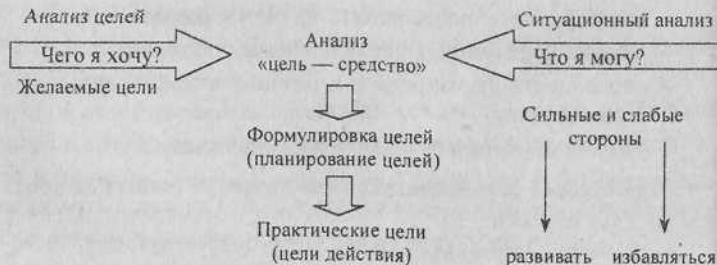 Анализ целей
Чего я хочу?
Желаемые цели
Анализ
«цель — средство»
Формулировка целей
(планирование целей)
Практические цели
(цели действия)
Ситуационный анализ
Что я могу?
Сильные и слабые
стороны
развивать избавляться